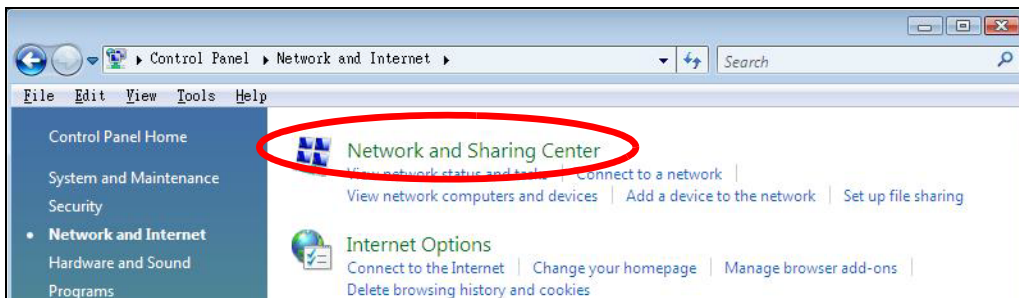 Control Panel Network and Internet Search
File Edit View Tools Help
Control Panel Home
System and Maintenance
Security
Network and Internet
Hardware and Sound
Programs
Network and Sharing Center
View network status and tasks Connect to a network
View network computers and devices Add a device to the network Set up file sharing
Internet Options
Connect to the Internet Change your homepage Manage browser add-ons
Delete browsing history and cookies